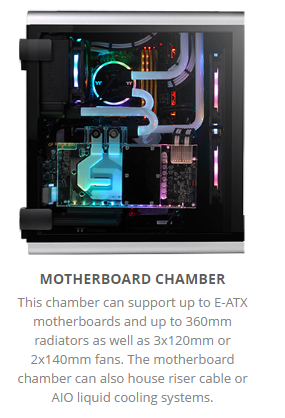 MOTHERBOARD CHAMBER
This chamber can support up to E-ATX
motherboards and up to 360mm
radiators as well as 3x120mm or
2x140mm fans. The motherboard
chamber can also house riser cable or
AIO liquid cooling systems.